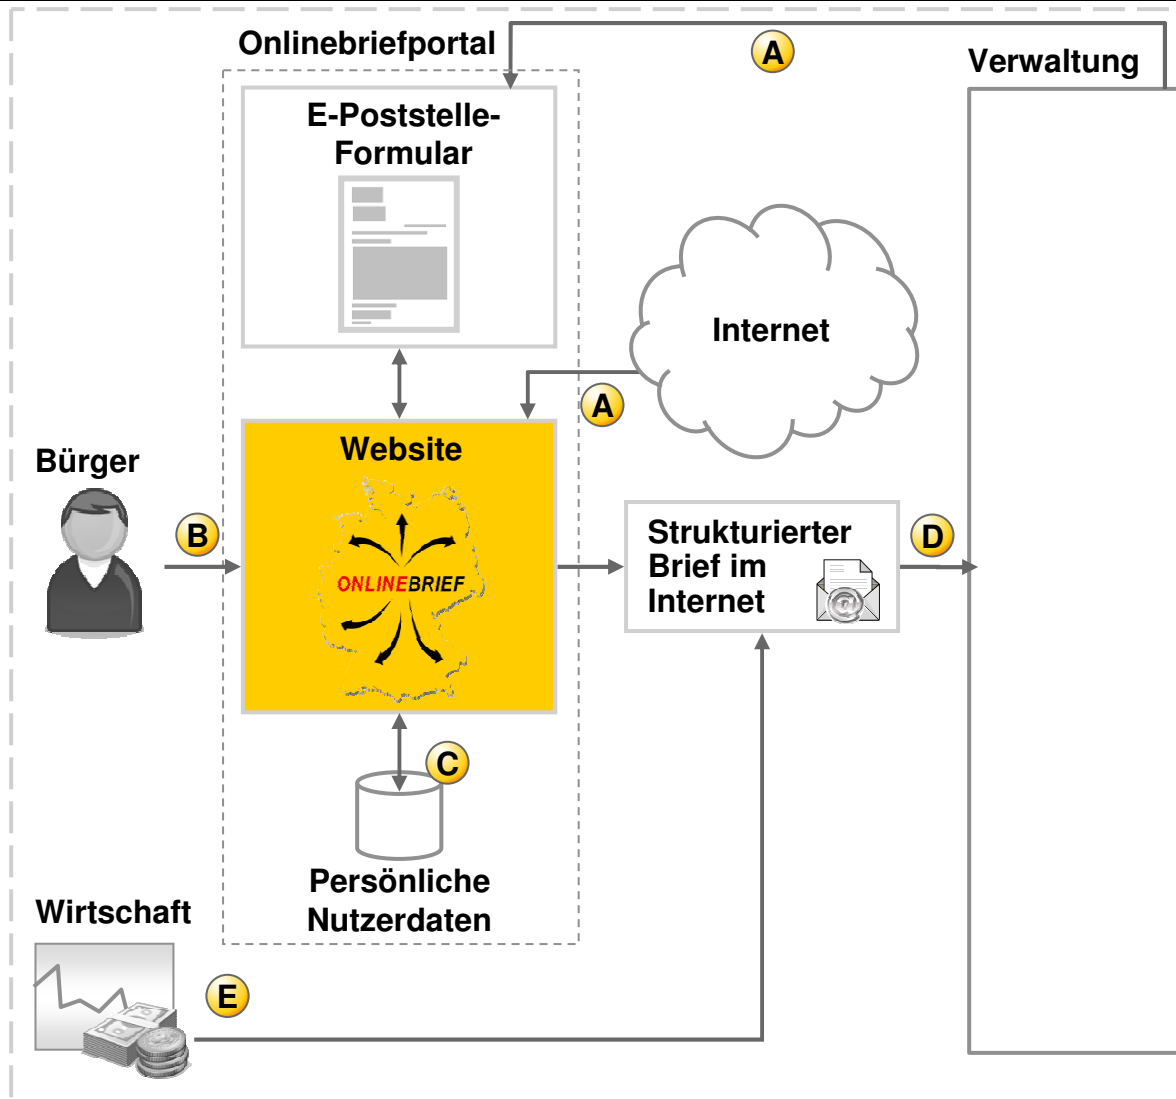 Onlinebriefportal
A
Verwaltung
E-Poststelle-
Formular
Internet
A
Website
Bürger
B
ONLINEBRIEF
Strukturierter
Brief im
Internet
@
D
C
Persönliche
Nutzerdaten
Wirtschaft
E